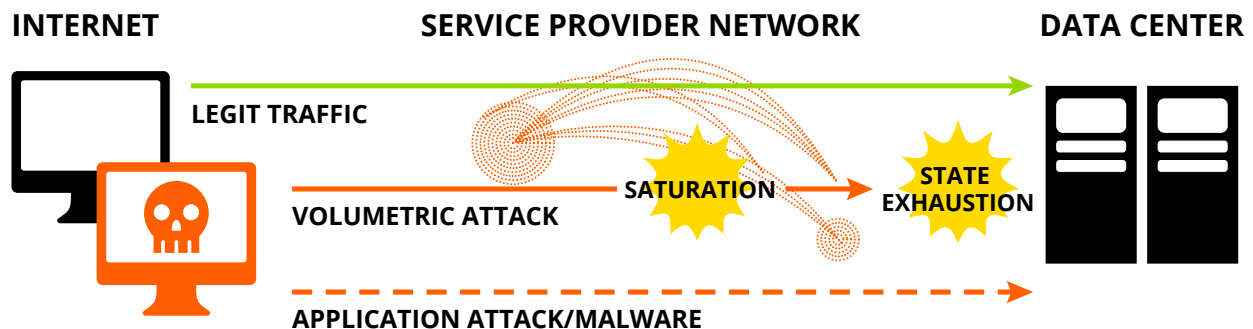 INTERNET
SERVICE PROVIDER NETWORK
DATA CENTER
LEGIT TRAFFIC
SATURATION
STATE
EXHAUSTION
VOLUMETRIC ATTACK
APPLICATION ATTACK/MALWARE